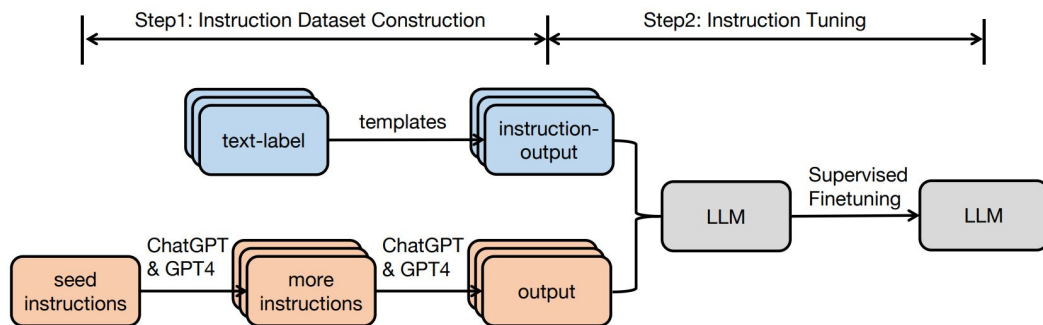 Step1: Instruction Dataset Construction
Step2: Instruction Tuning
text-label
templates
instruction-
output
LLM
Supervised
Finetuning
LLM
seed
instructions
ChatGPT
& GPT4
more
instructions
ChatGPT
& GPT4
output